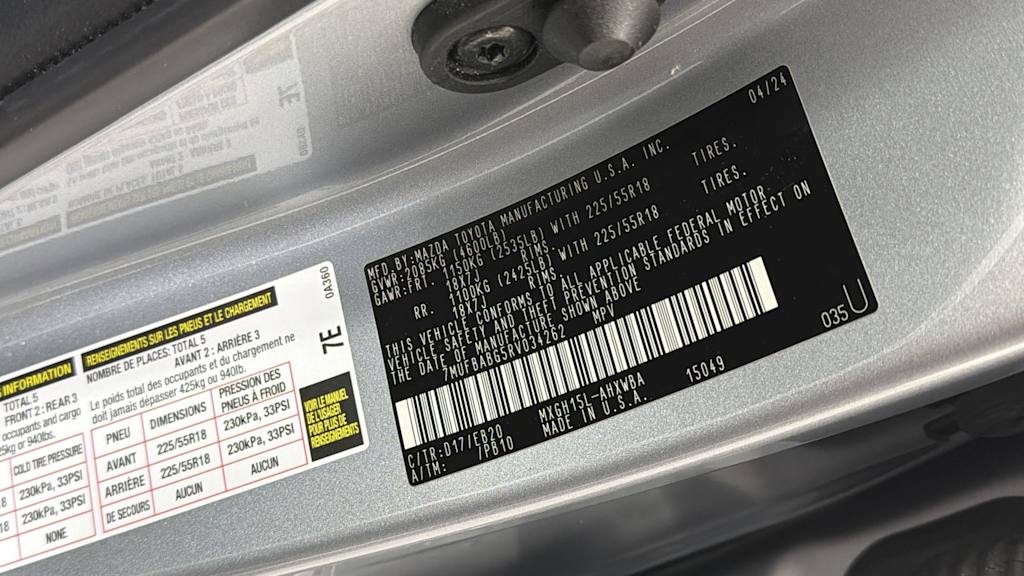 MFD.BY:MAZDA TOYOTA MANUFACTURING U.S.A. INC. 04/24
GVWR 2085KG (4600LB)
GAWR:FRT. 1150KG (2535LB) WITH 225/55R18 TIRES.
18X7J RIMS
RR. 1100KG (2425LB) WITH 225/55R18 TIRES.
18X7J RIMS
THIS VEHICLE CONFORMS TO ALL APPLICABLE FEDERAL MOTOR
VEHICLE SAFETY AND THEFT PREVENTION STANDARDS IN EFFECT ON
THE DATE OF MANUFACTURE SHOWN ABOVE
MPV
C/TR:017/EB20 MXGH15L-AHXWBA 15049
A/TM: 7PB10 MADE IN U.S.A.
035 U
INFORMATION
TOTAL 5
FRONT 2 : REAR 3
occupants and cargo
COLD TIRE PRESSURE
230kPa, 33PSI
230kPa, 33PSI
NONE
RENSEIGNEMENTS SUR LES PNEUS ET LE CHARGEMENT
NOMBRE DE PLACES: TOTAL 5
AVANT 2 : ARRIÈRE 3
Le poids total des occupants et du chargement ne
doit jamais dépasser 425kg ou 940lb.
PNEU DIMENSIONS PRESSION DES PNEUS À FROID
AVANT 225/55R18 230kPa, 33PSI
ARRIÈRE 225/55R18 230kPa, 33PSI
DE SECOURS AUCUN AUCUN
0A360
7E
VOIR LE MANUEL
DE L'USAGER
POUR PLUS DE
RENSEIGNEMENTS